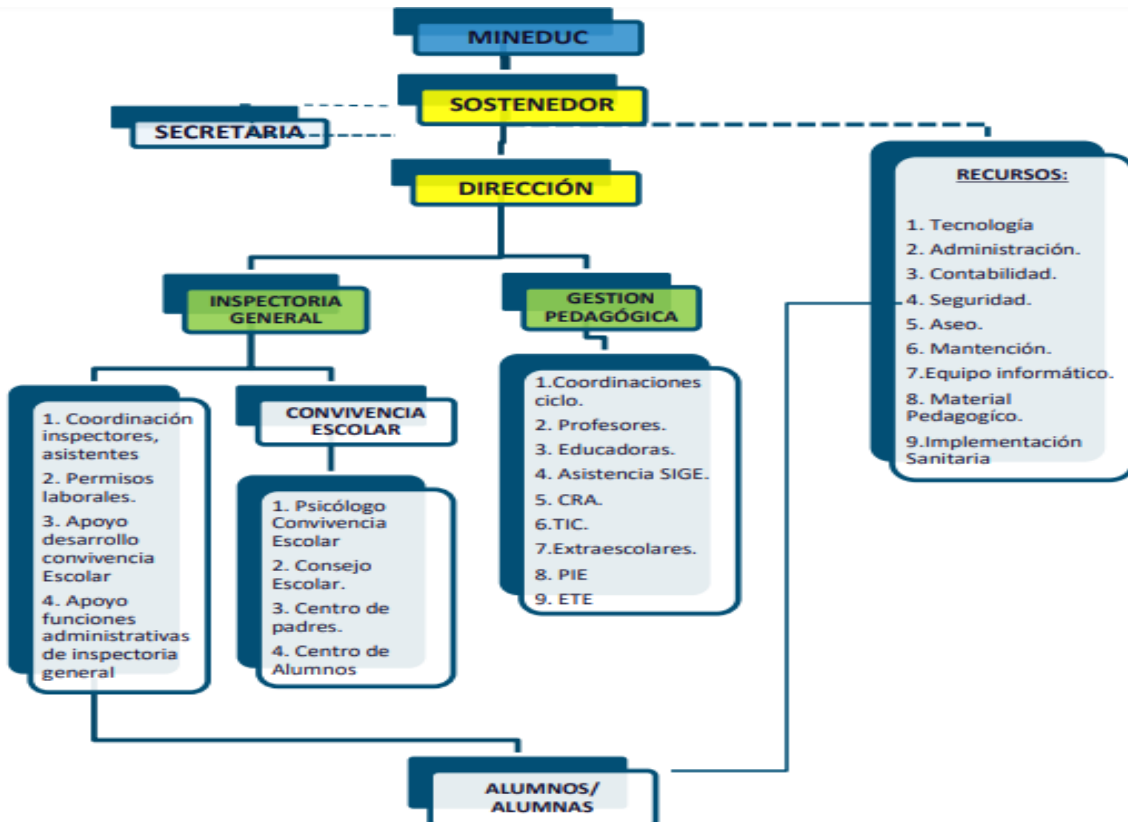 MINEDUC
SOSTENEDOR
SECRETARIA
DIRECCIÓN
RECURSOS:
1. Tecnología
2. Administración.
3. Contabilidad.
4. Seguridad.
5. Aseo.
6. Mantención.
7.Equipo informático.
8. Material
Pedagogíco.
9.Implementación
Sanitaria
INSPECTORIA
GENERAL
GESTION
PEDAGÓGICA
1. Coordinación
inspectores,
asistentes
2. Permisos
laborales.
3. Apoyo
desarrollo
convivencia
Escolar
4. Apoyo
funciones
administrativas
de inspectoria
general
CONVIVENCIA
ESCOLAR
1. Psicólogo
Convivencia
Escolar
2. Consejo
Escolar.
3. Centro de
padres.
4. Centro de
Alumnos
1.Coordinaciones
ciclo.
2. Profesores.
3. Educadoras.
4. Asistencia SIGE.
5. CRA.
6.TIC.
7.Extraescolares.
8. PIE
9. ETE
ALUMNOS/
ALUMNAS